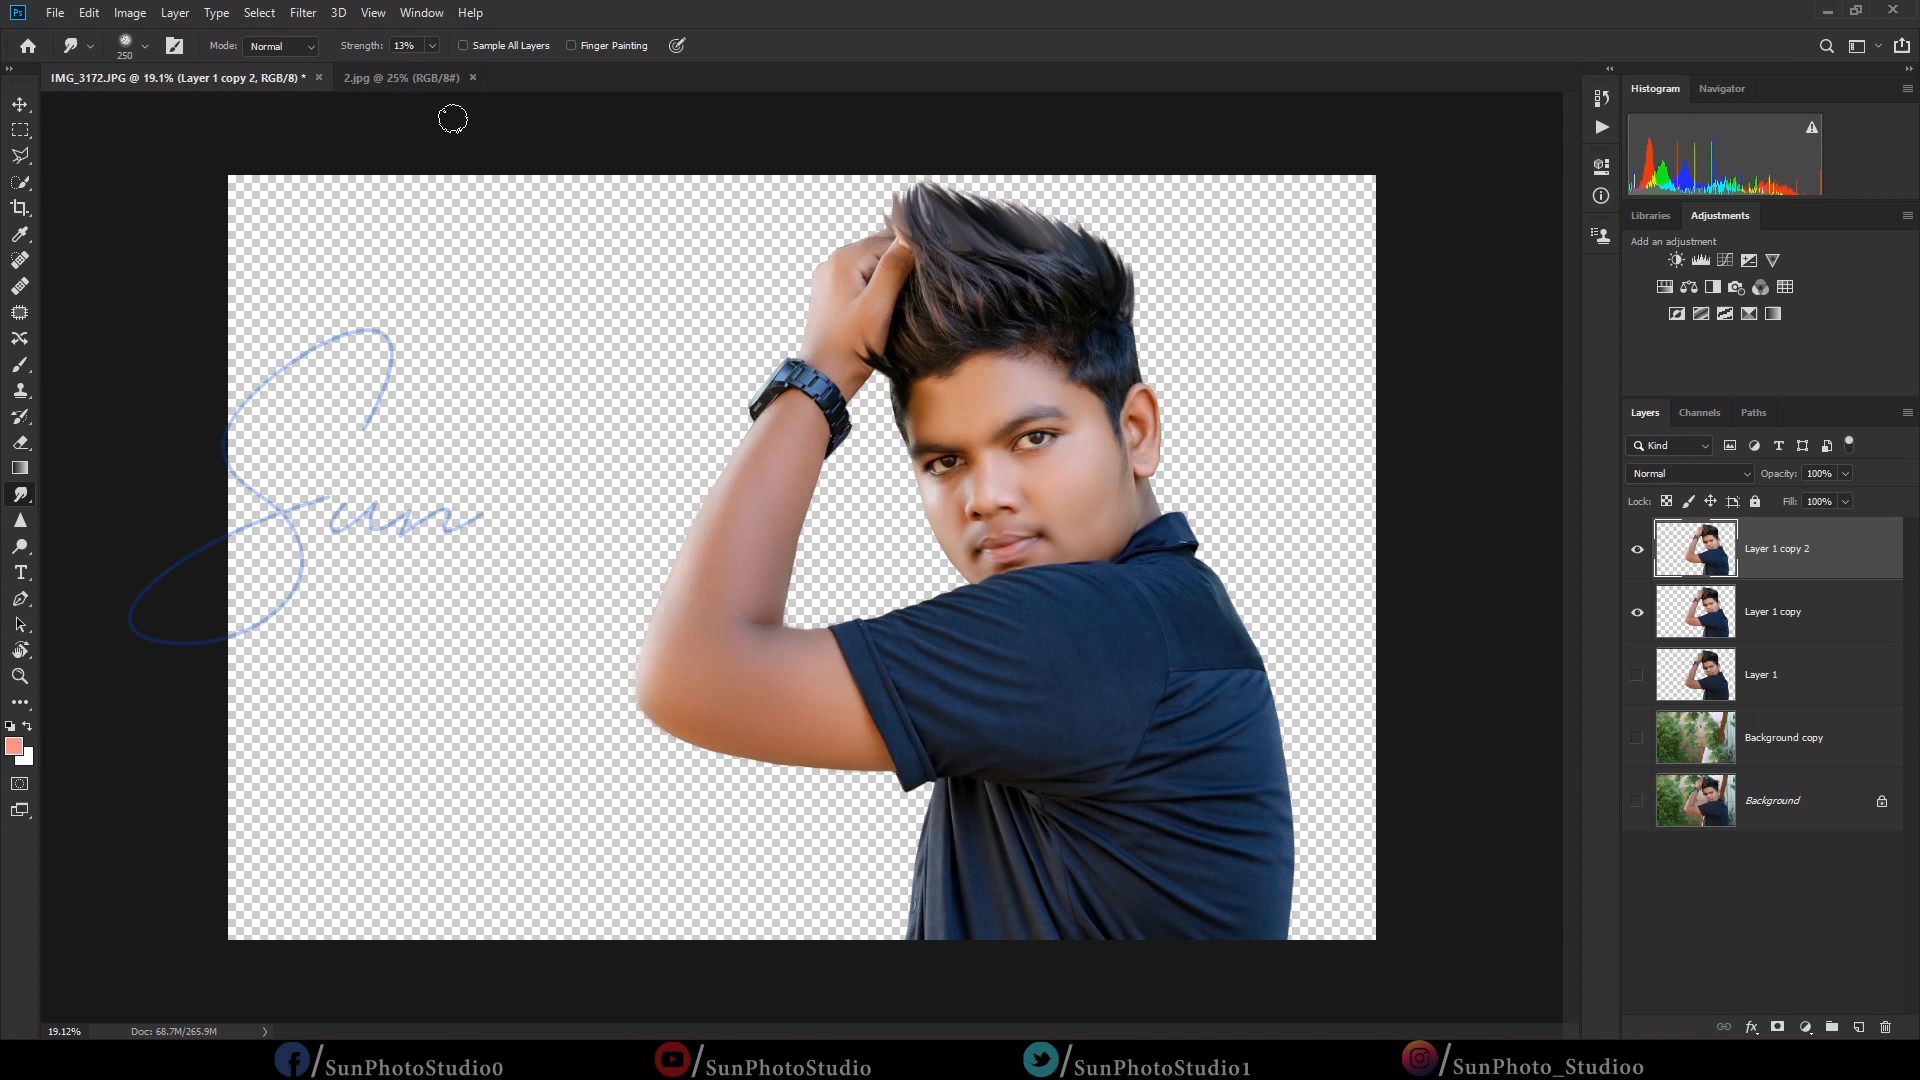 Ps File Edit Image Layer Type Select Filter 3D View Window Help
250 Mode: Normal Strength: 13% Sample All Layers Finger Painting
IMG_3172.JPG @ 19.1% (Layer 1 copy 2, RGB/8) * × 2.jpg @ 25% (RGB/8#) ×
Histogram Navigator
Libraries Adjustments
Add an adjustment
Sun
Layers Channels Paths
Kind
Normal Opacity: 100%
Lock: Fill: 100%
Layer 1 copy 2
Layer 1 copy
Layer 1
Background copy
Background
19.12% Doc: 68.7M/265.9M
/SunPhotoStudio0 /SunPhotoStudio /SunPhotoStudio1 /SunPhoto_Studioo